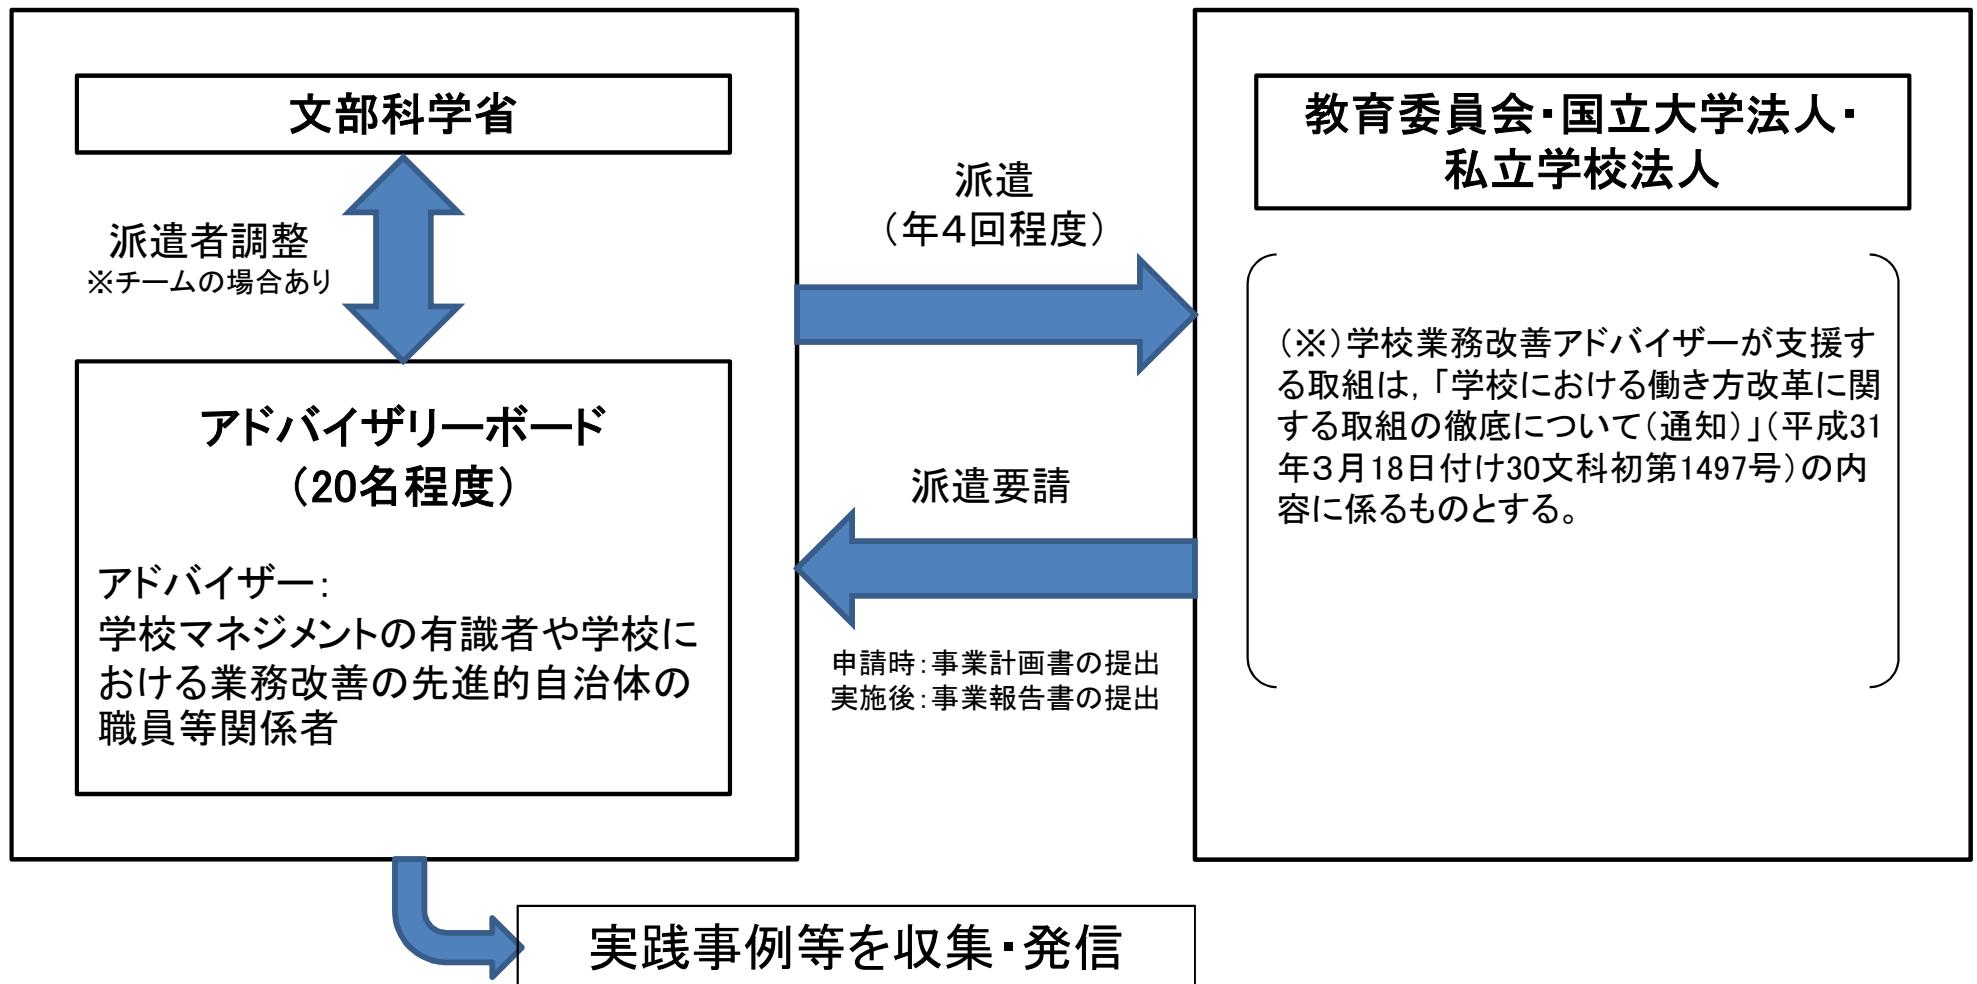 文部科学省
派遣者調整
※チームの場合あり
アドバイザリーボード
（20名程度）
アドバイザー：
学校マネジメントの有識者や学校に
おける業務改善の先進的自治体の
職員等関係者
派遣
（年４回程度）
派遣要請
申請時：事業計画書の提出
実施後：事業報告書の提出
教育委員会・国立大学法人・
私立学校法人
（※）学校業務改善アドバイザーが支援す
る取組は，「学校における働き方改革に関
する取組の徹底について（通知）」（平成31
年３月18日付け30文科初第1497号）の内
容に係るものとする。
実践事例等を収集・発信